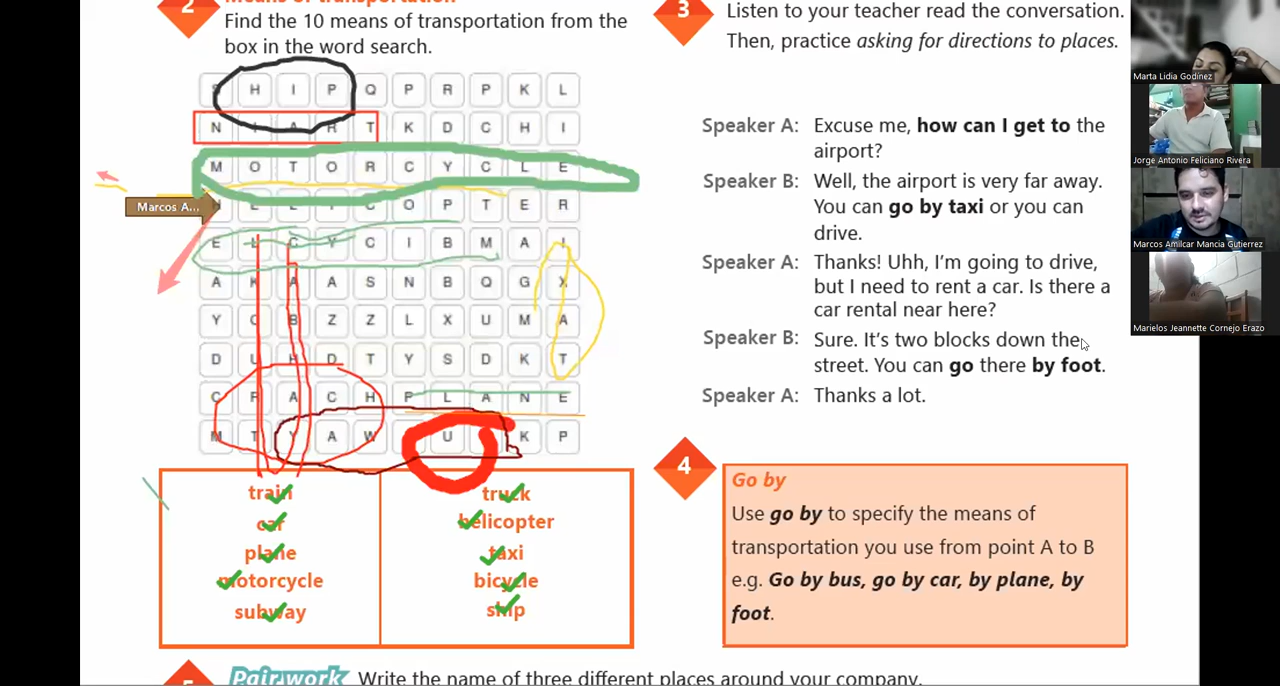 2
Find the 10 means of transportation from the
box in the word search.
3
Listen to your teacher read the conversation.
Then, practice asking for directions to places.
S H I P Q P R P K L
N I A R T K D C H I
M O T O R C Y C L E
H E L I C O P T E R
E L C Y C I B M A I
A K A A S N B Q G X
Y C B Z Z L X U M A
D U H D T Y S D K T
C R A C H P L A N E
M T Y A W U K P
Marcos A...
train
car
plane
motorcycle
subway
truck
helicopter
taxi
bicycle
ship
Speaker A: Excuse me, how can I get to the
airport?
Speaker B: Well, the airport is very far away.
You can go by taxi or you can
drive.
Speaker A: Thanks! Uhh, I'm going to drive,
but I need to rent a car. Is there a
car rental near here?
Speaker B: Sure. It's two blocks down the
street. You can go there by foot.
Speaker A: Thanks a lot.
4
Go by
Use go by to specify the means of
transportation you use from point A to B
e.g. Go by bus, go by car, by plane, by
foot.
Pair work Write the name of three different places around your company.
Marta Lidia Godínez
Jorge Antonio Feliciano Rivera
Marcos Amilcar Mancia Gutierrez
Marielos Jeannette Cornejo Erazo